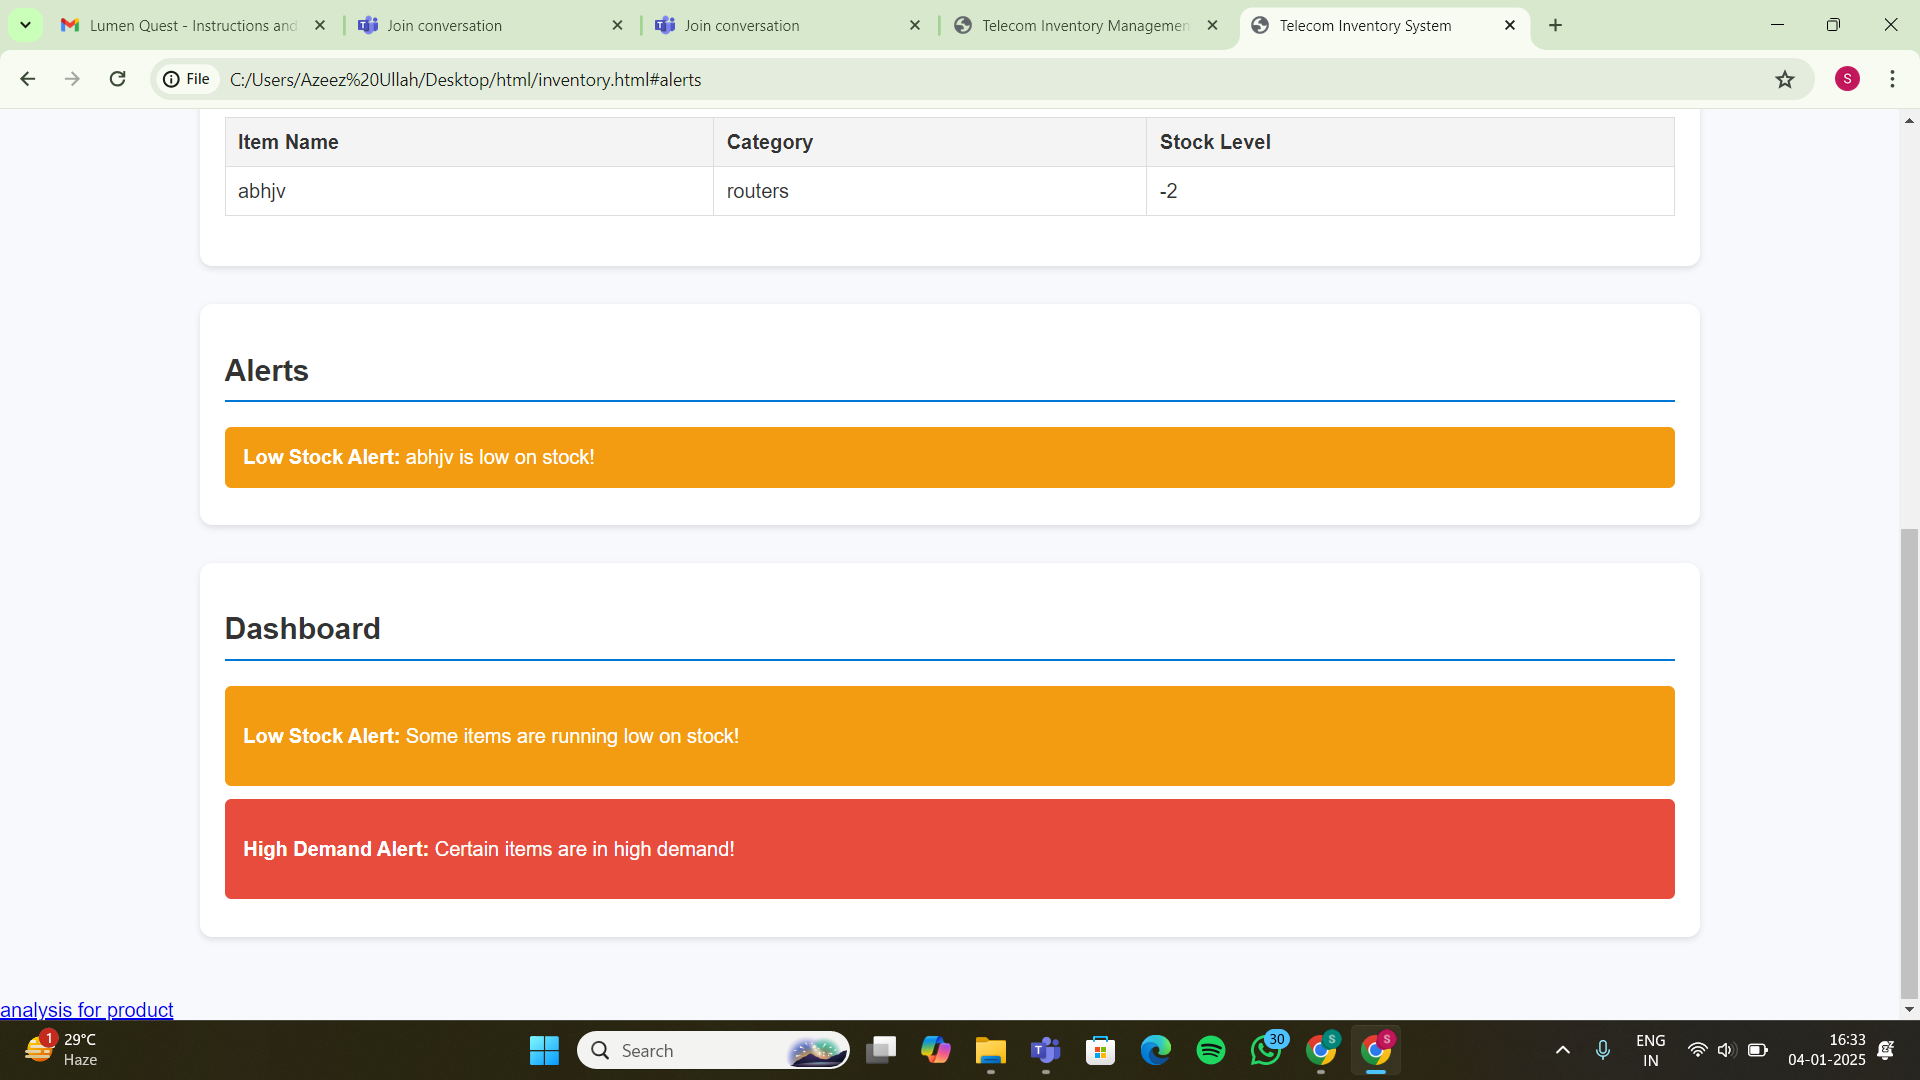 Lumen Quest - Instructions and
Join conversation
Join conversation
Telecom Inventory Managemen
Telecom Inventory System
File
C:/Users/Azeez%20Ullah/Desktop/html/inventory.html#alerts
S
Item Name
Category
Stock Level
abhjv
routers
-2
Alerts
Low Stock Alert: abhjv is low on stock!
Dashboard
Low Stock Alert: Some items are running low on stock!
High Demand Alert: Certain items are in high demand!
analysis for product
1
29°C
Haze
Search
30
S
S
ENG
IN
16:33
04-01-2025